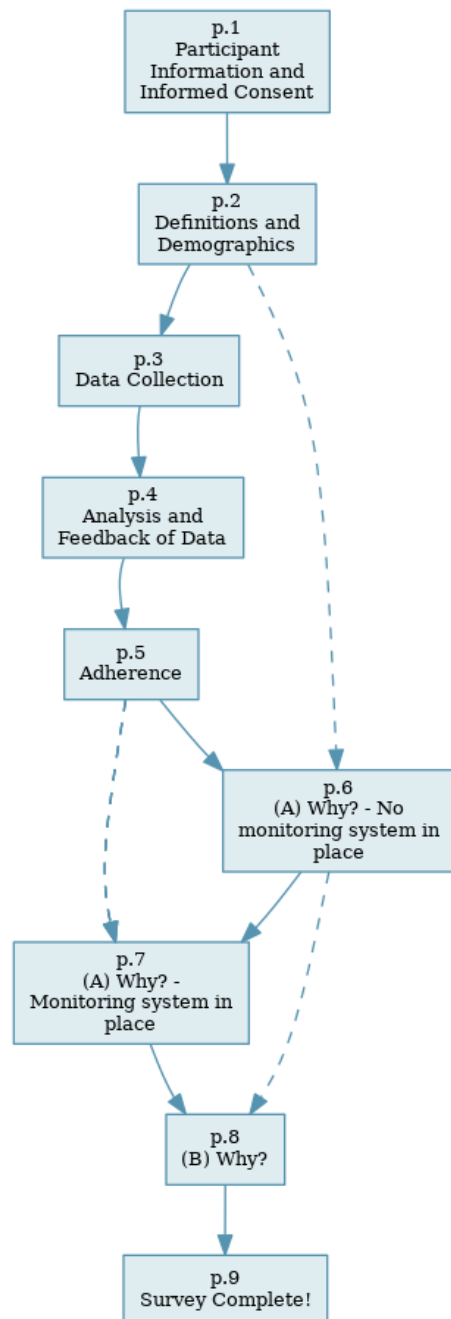 p.1
Participant
Information and
Informed Consent
p.2
Definitions and
Demographics
p.3
Data Collection
p.4
Analysis and
Feedback of Data
p.5
Adherence
p.6
(A) Why? - No
monitoring system in
place
p.7
(A) Why? -
Monitoring system in
place
p.8
(B) Why?
p.9
Survey Complete!